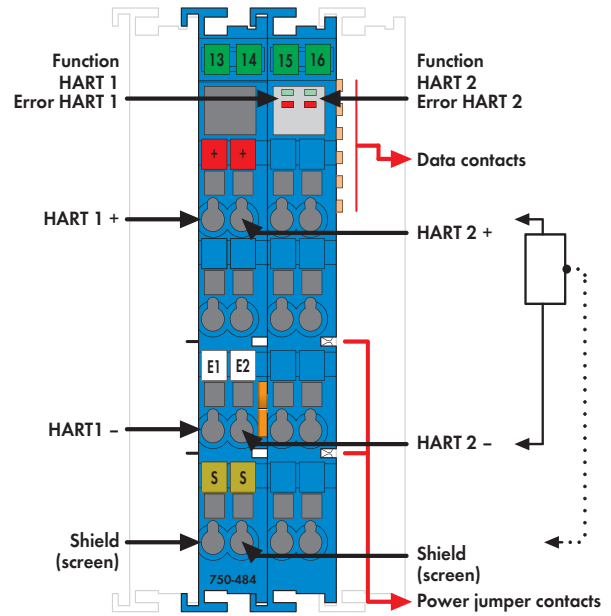 13 14 15 16
Function
HART 1
Error HART 1
Function
HART 2
Error HART 2
+ +
Data contacts
HART 1 +
HART 2 +
E1 E2
HART1 –
HART 2 –
S S
Shield
(screen)
Shield
(screen)
750-484
Power jumper contacts